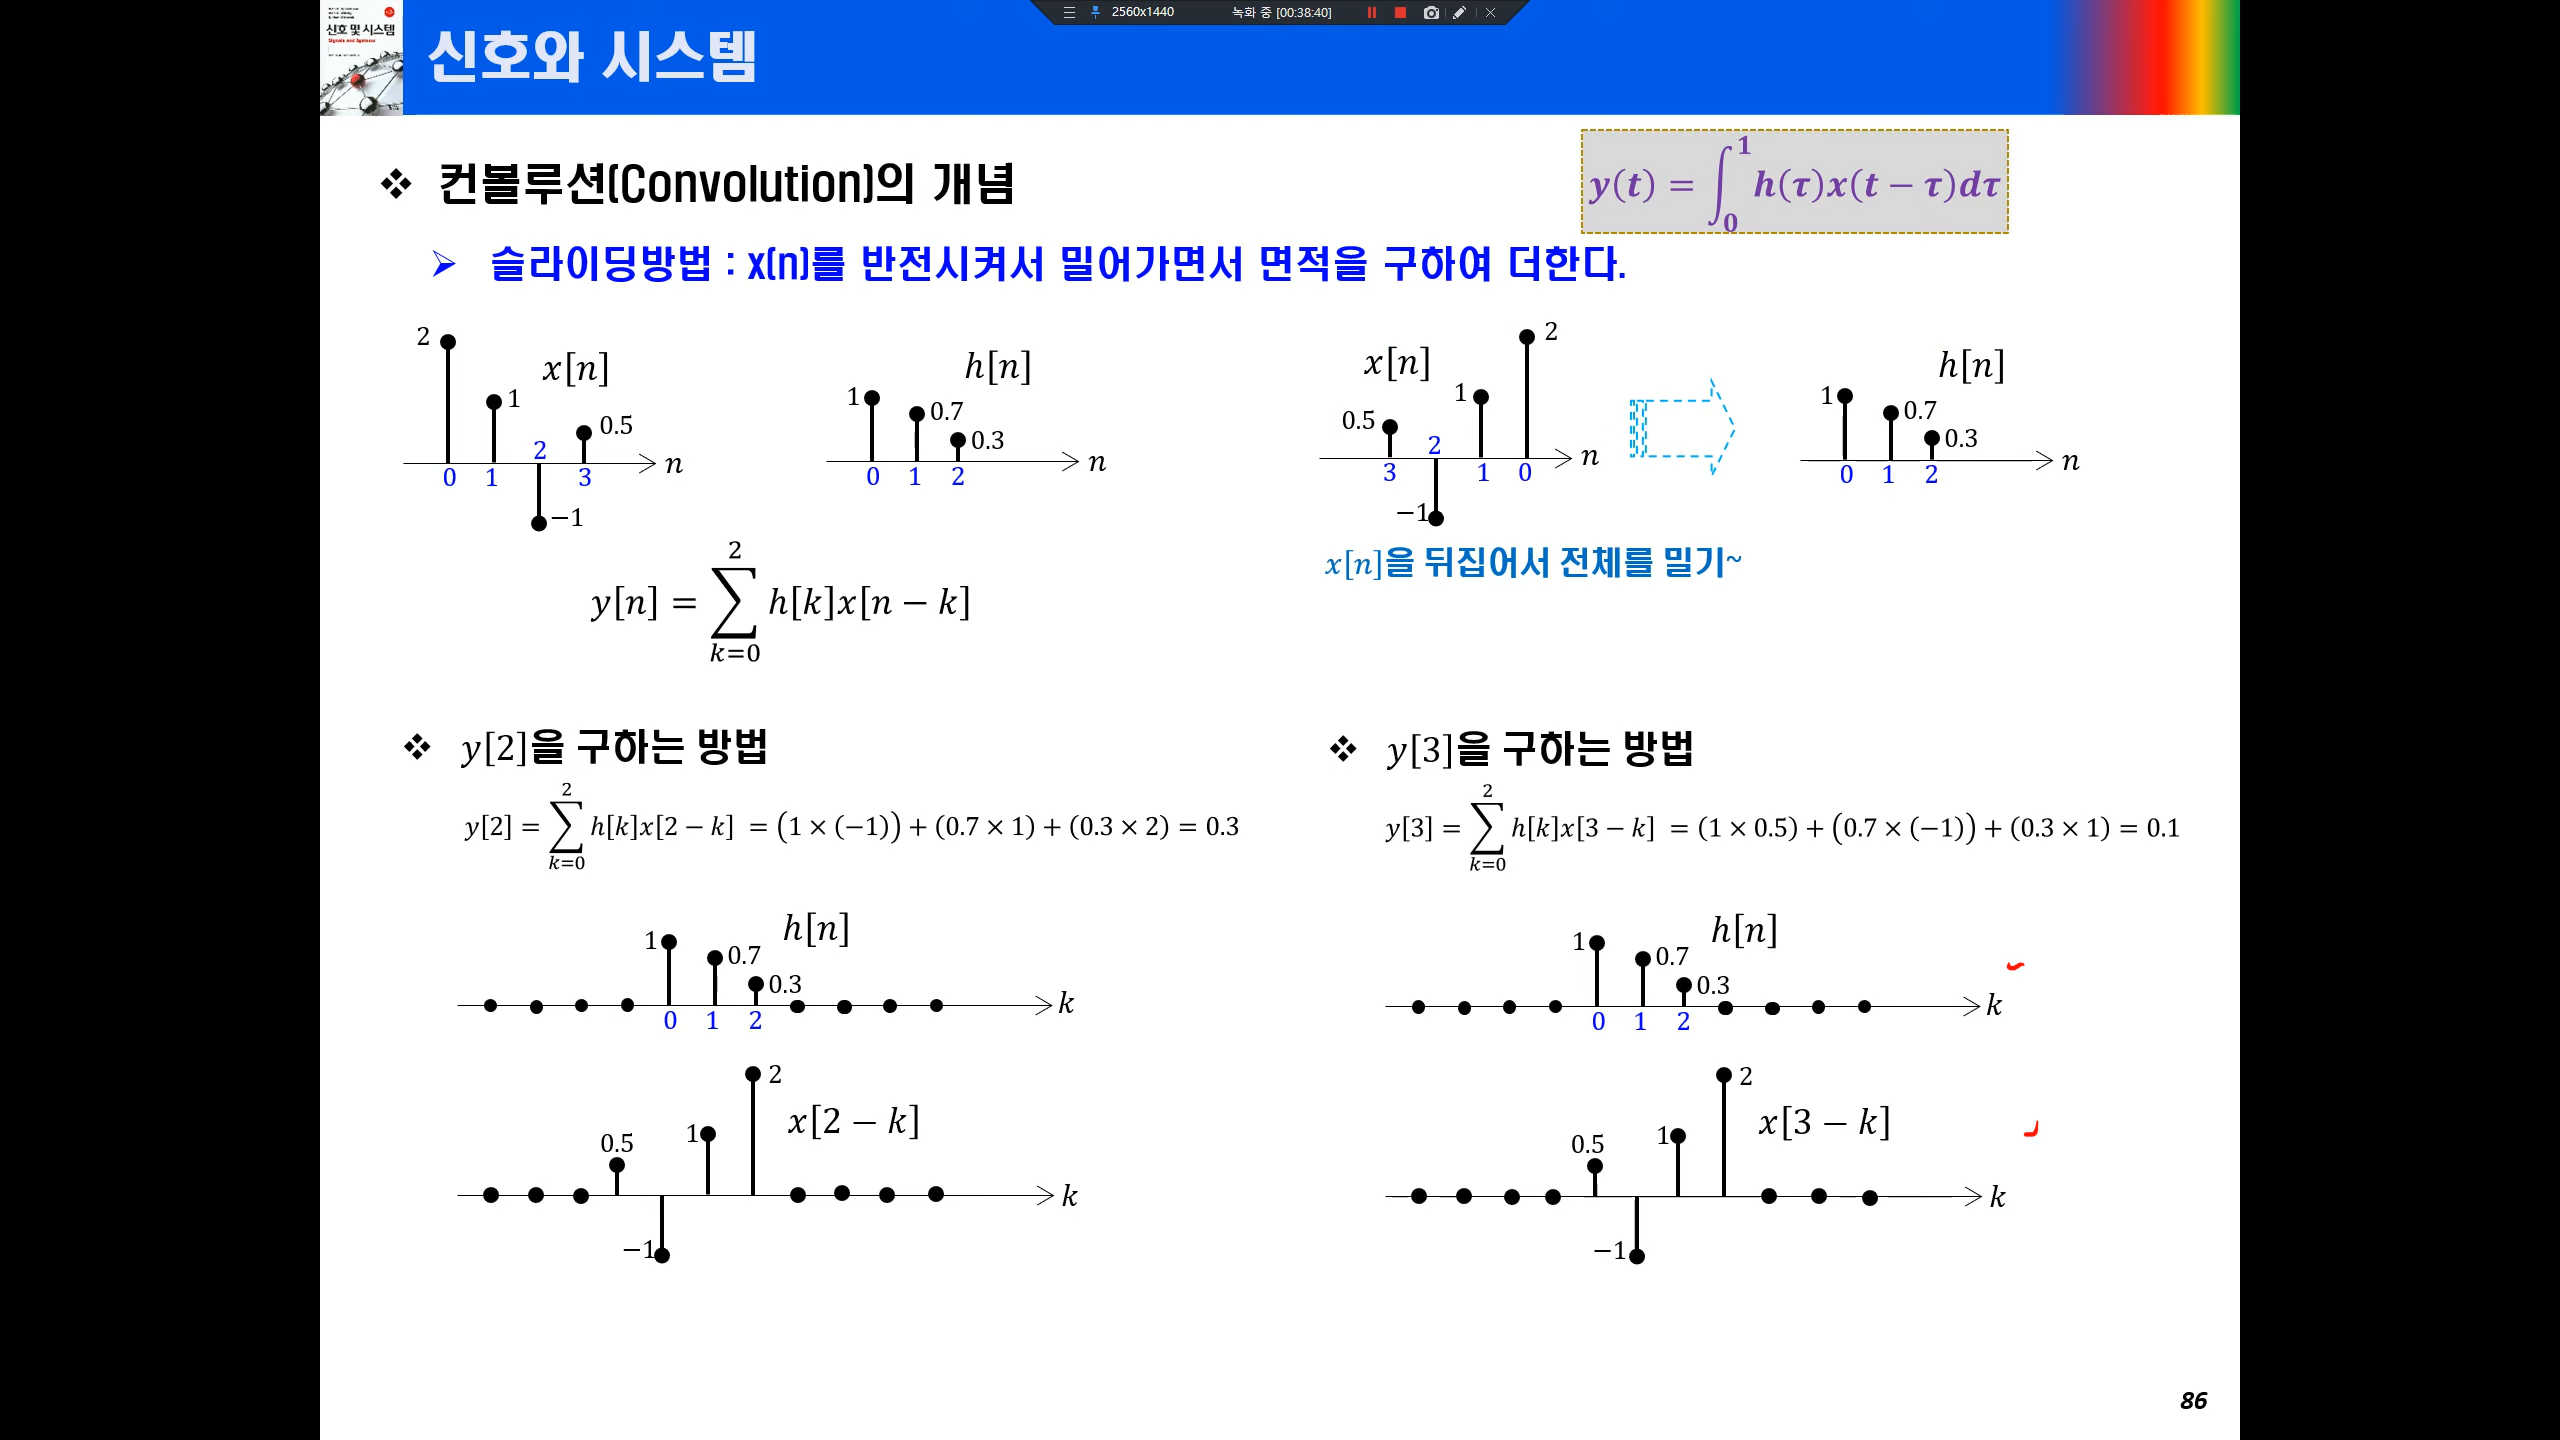 2560x1440 녹화 중 [00:38:40]
신호 및 시스템
Signals and Systems
신호와 시스템
❖ 컨볼루션(Convolution)의 개념
y(t) = ∫₀¹ h(τ)x(t − τ)dτ
➢ 슬라이딩방법 : x(n)를 반전시켜서 밀어가면서 면적을 구하여 더한다.
2 1 2 0.5 −1 x[n] 0 1 3 n
1 0.7 0.3 h[n] 0 1 2 n
0.5 2 −1 1 2 x[n] 3 1 0 n
1 0.7 0.3 h[n] 0 1 2 n
x[n]을 뒤집어서 전체를 밀기~
y[n] = ∑_{k=0}^{2} h[k]x[n − k]
❖ y[2]을 구하는 방법
y[2] = ∑_{k=0}^{2} h[k]x[2 − k] = (1 × (−1)) + (0.7 × 1) + (0.3 × 2) = 0.3
1 0.7 0.3 h[n] 0 1 2 k
0.5 −1 1 2 x[2 − k] k
❖ y[3]을 구하는 방법
y[3] = ∑_{k=0}^{2} h[k]x[3 − k] = (1 × 0.5) + (0.7 × (−1)) + (0.3 × 1) = 0.1
1 0.7 0.3 h[n] 0 1 2 k
0.5 −1 1 2 x[3 − k] k
86